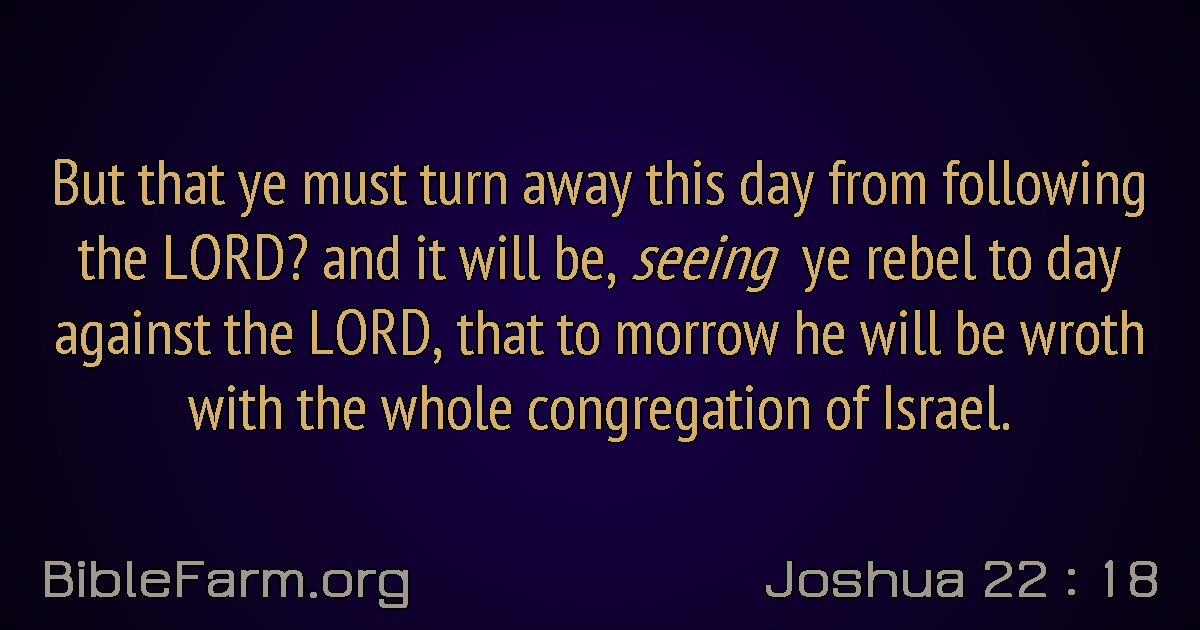 But that ye must turn away this day from following
the LORD? and it will be, seeing ye rebel to day
against the LORD, that to morrow he will be wroth
with the whole congregation of Israel.
BibleFarm.org
Joshua 22 : 18